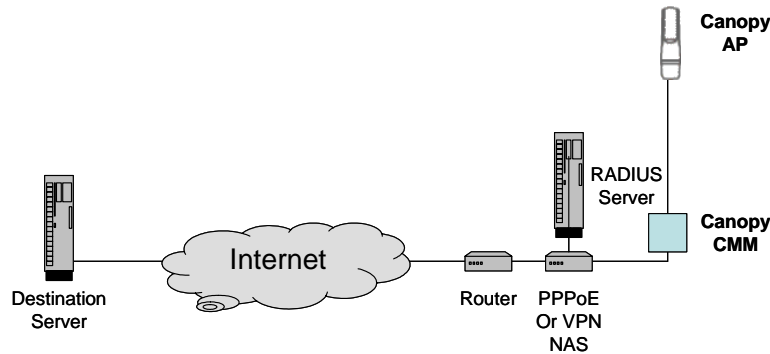 Canopy
AP
RADIUS
Server
Canopy
CMM
Internet
Destination
Server
Router
PPPoE
Or VPN
NAS